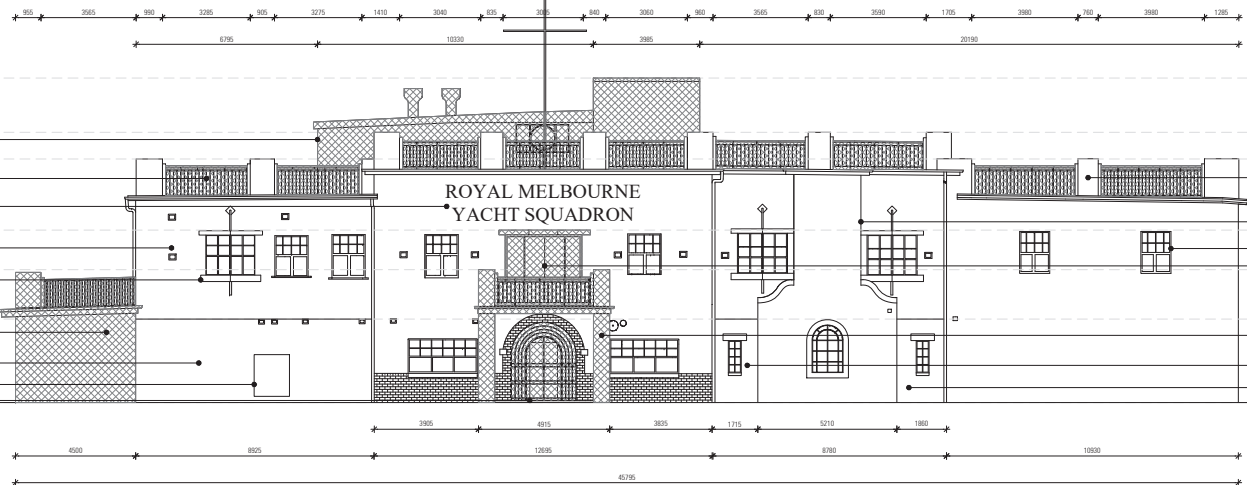 955 3565 990 3285 905 3275 1410 3040 835 3005 840 3060 960 3565 830 3590 1705 3980 760 3980 1285
6795 10330 3985 20190
ROYAL MELBOURNE
YACHT SQUADRON
3905 4915 3835 1715 5210 1860
4500 8925 12695 8780 10930
45795